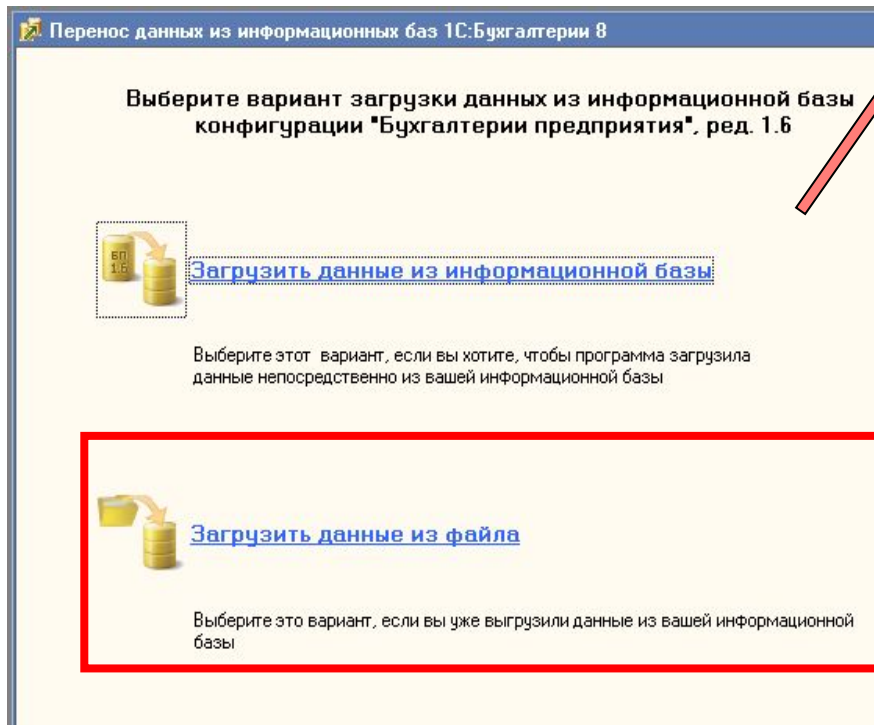 Перенос данных из информационных баз 1С:Бухгалтерии 8
Выберите вариант загрузки данных из информационной базы
конфигурации "Бухгалтерии предприятия", ред. 1.6
БП
1.6
Загрузить данные из информационной базы
Выберите этот вариант, если вы хотите, чтобы программа загрузила
данные непосредственно из вашей информационной базы
Загрузить данные из файла
Выберите это вариант, если вы уже выгрузили данные из вашей информационной
базы